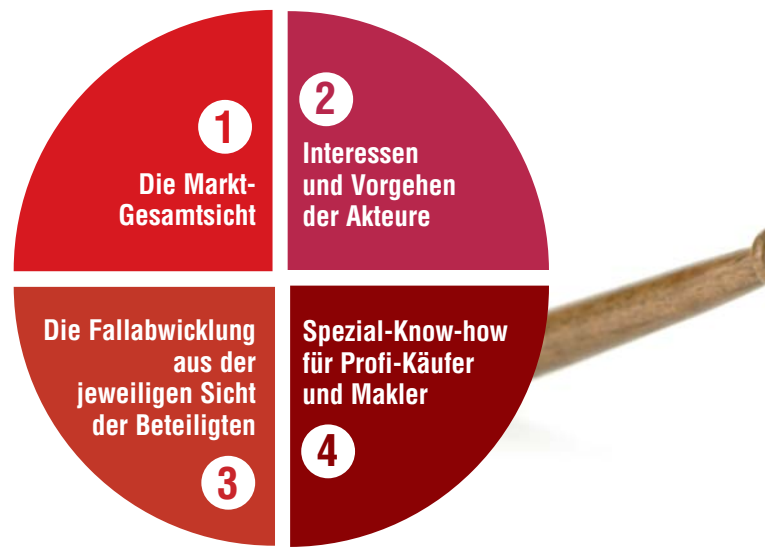 1
Die Markt-
Gesamtsicht
2
Interessen
und Vorgehen
der Akteure
Die Fallabwicklung
aus der
jeweiligen Sicht
der Beteiligten
3
Spezial-Know-how
für Profi-Käufer
und Makler
4